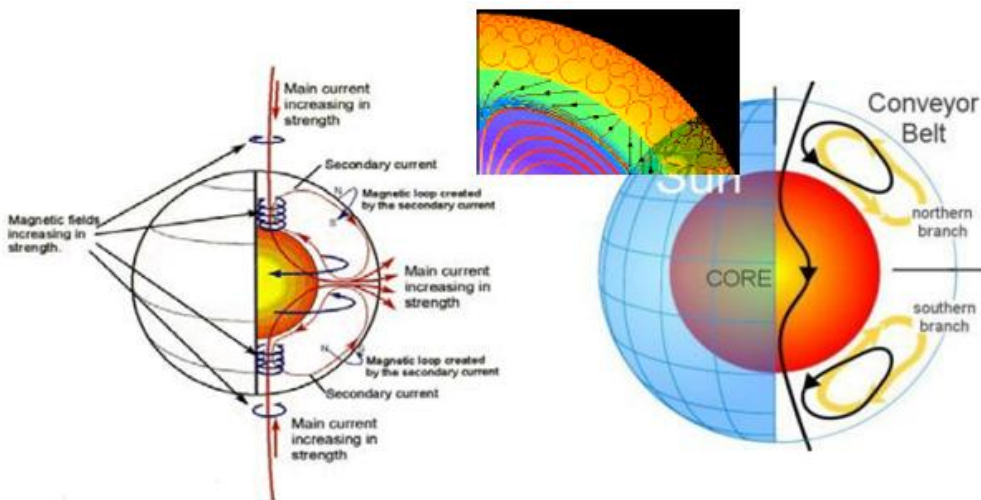 Main current
increasing in
strength
Secondary current
N
Magnetic loop created
by the secondary current
S
Magnetic fields
increasing in
strength.
Main current
increasing in
strength
N
Magnetic loop created
by the secondary current
Secondary current
Main current
increasing in
strength
Sun
Conveyor
Belt
northern
branch
CORE
southern
branch